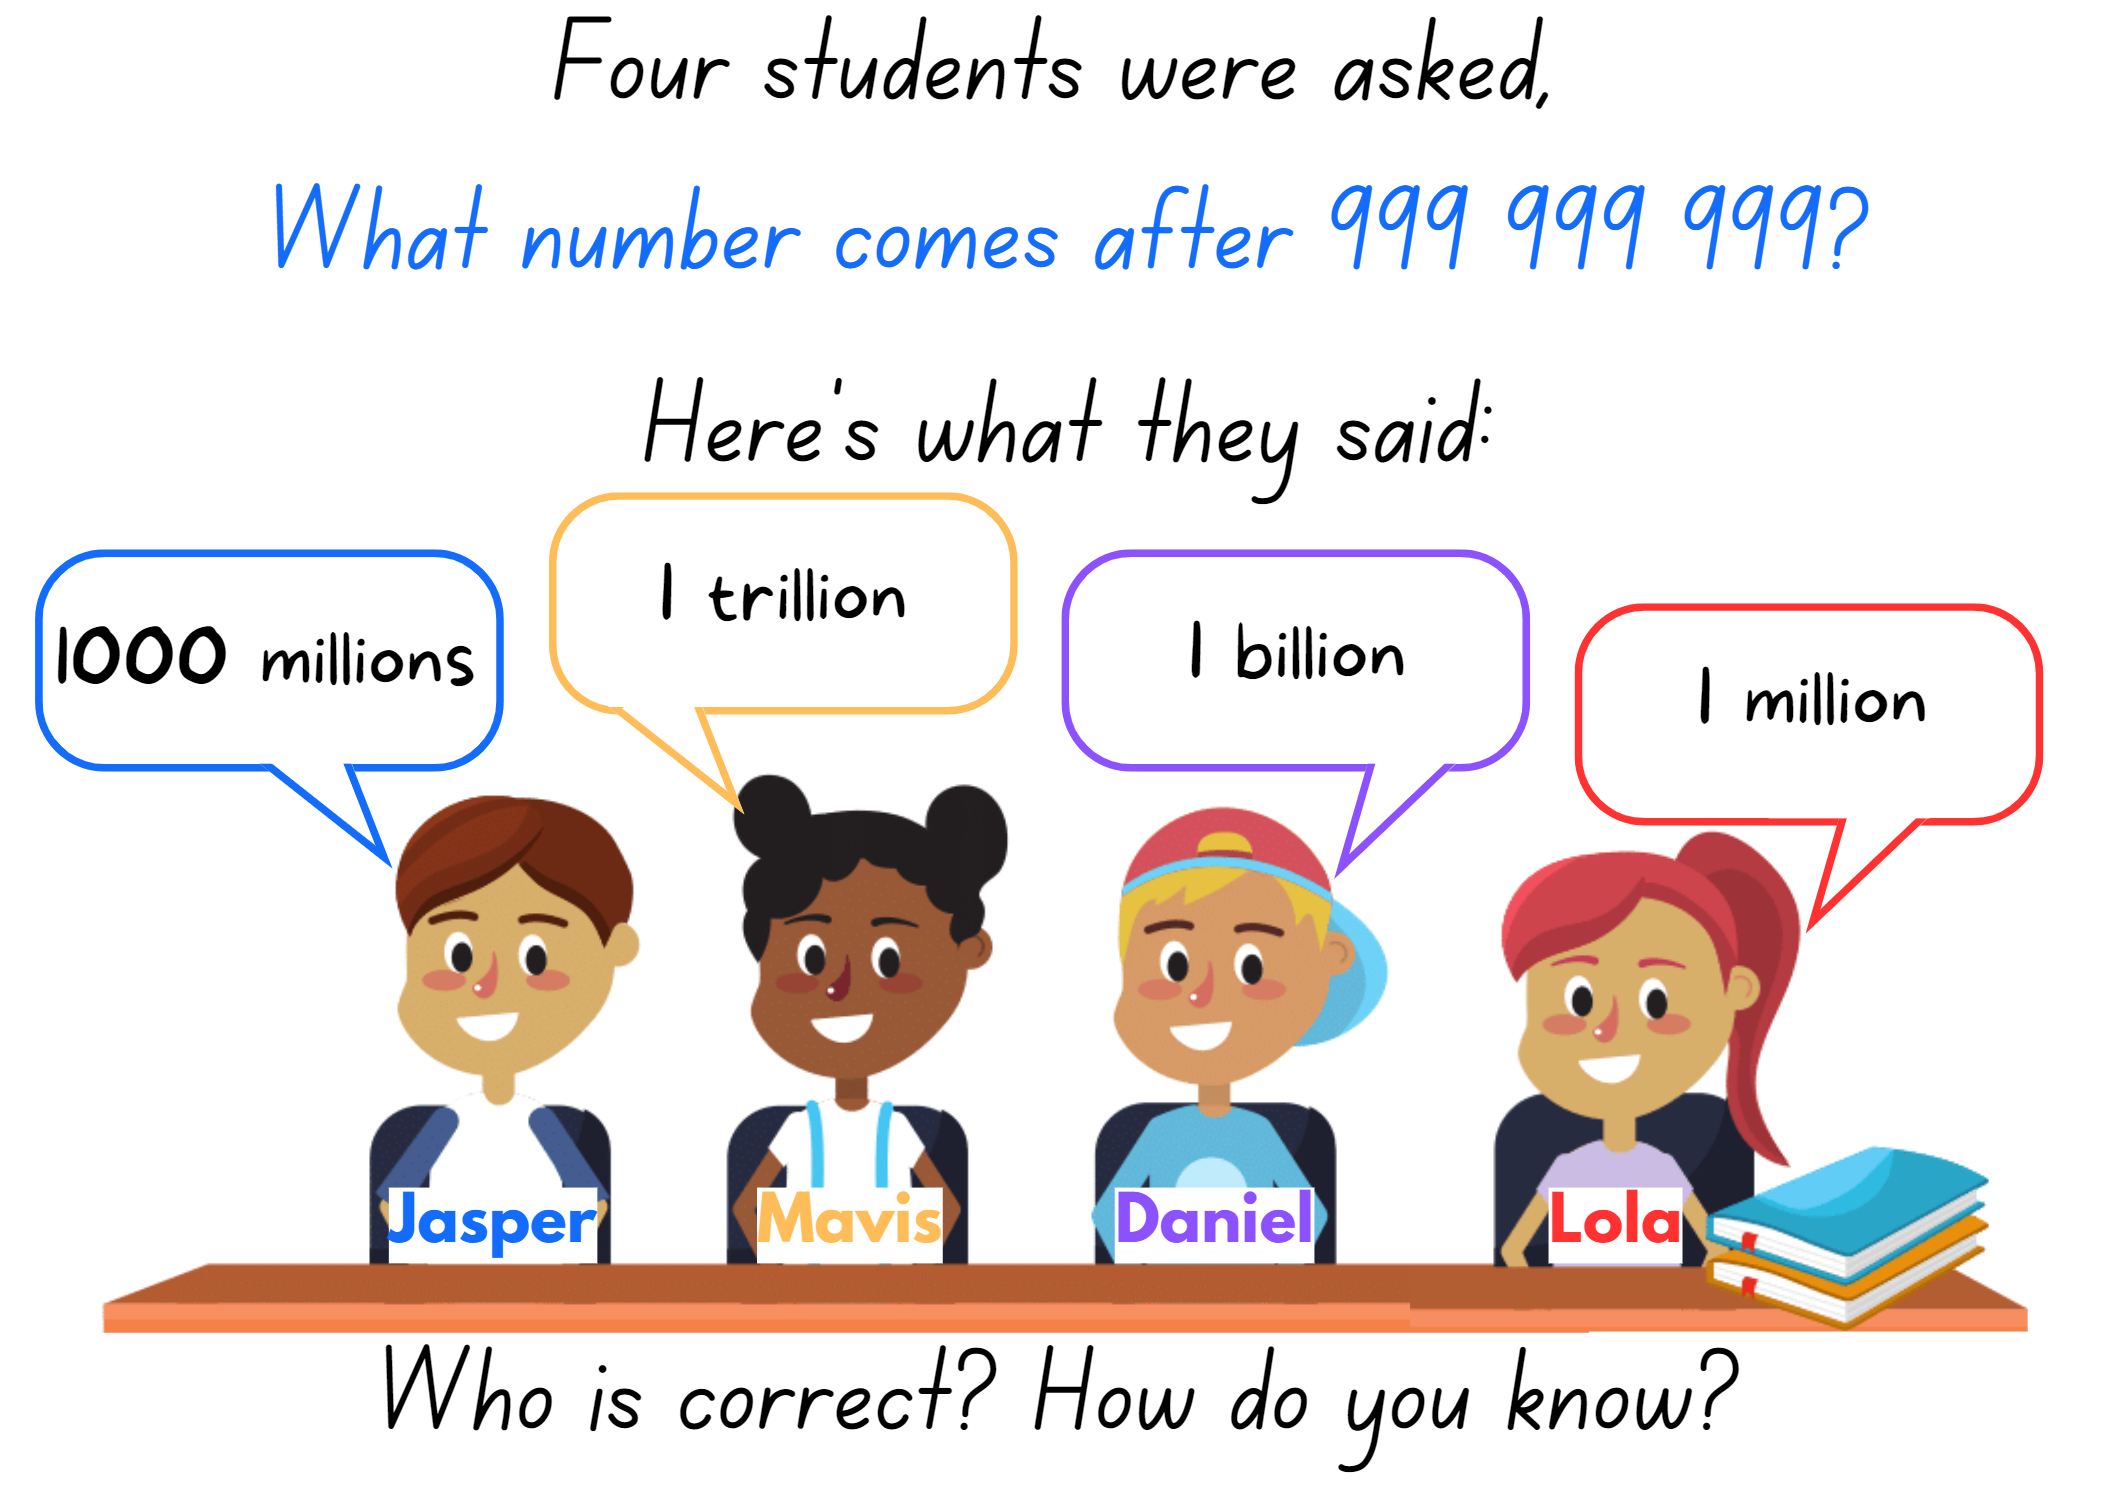 Four students were asked,
What number comes after 999 999 999?
Here's what they said:
1000 millions
1 trillion
1 billion
1 million
Jasper
Mavis
Daniel
Lola
Who is correct? How do you know?